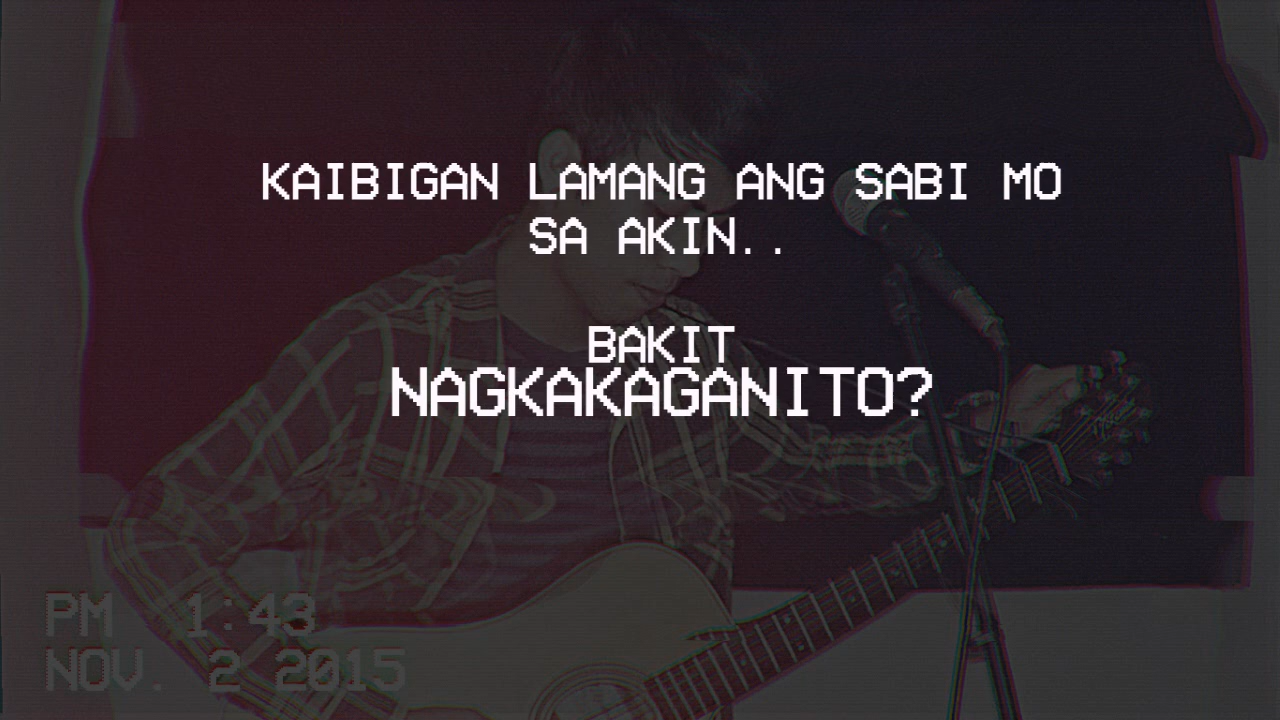 KAIBIGAN LAMANG ANG SABI MO
SA AKIN..
BAKIT
NAGKAKAGANITO?
PM 1:43
NOV. 2 2015